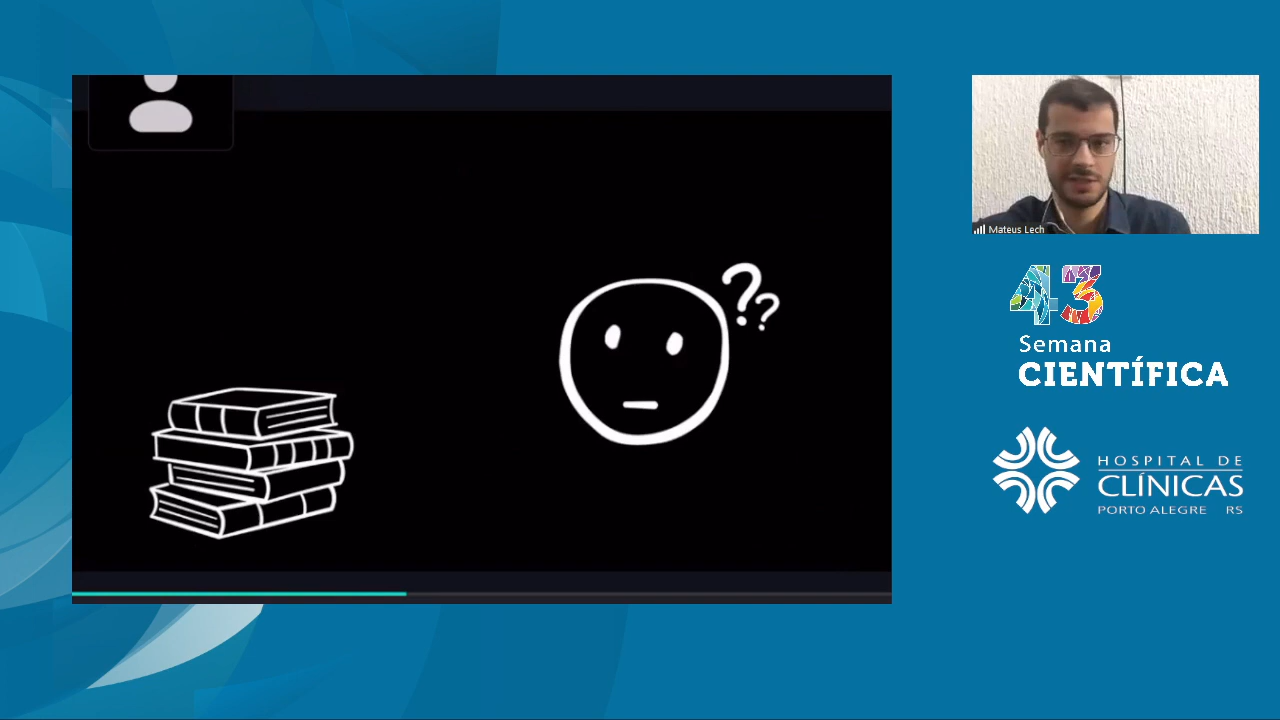 ??
Mateus Lech
43
Semana
CIENTÍFICA
HOSPITAL DE
CLÍNICAS
PORTO ALEGRE RS